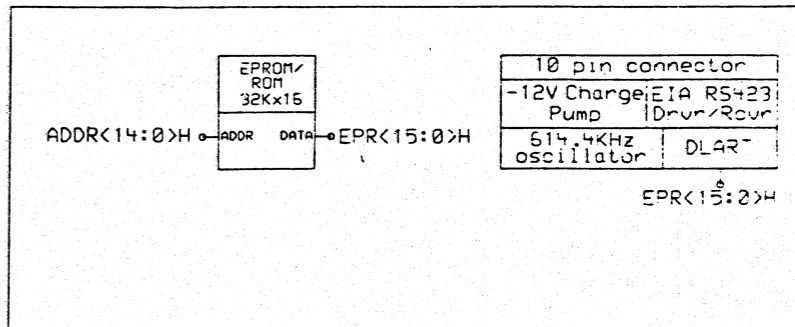 EPROM/
ROM
32Kx16
ADDR<14:0>H
ADDR DATA
EPR<15:0>H
10 pin connector
-12V Charge Pump
EIA RS423 Drvr/Rcvr
614.4KHz oscillator
DLART
EPR<15:0>H